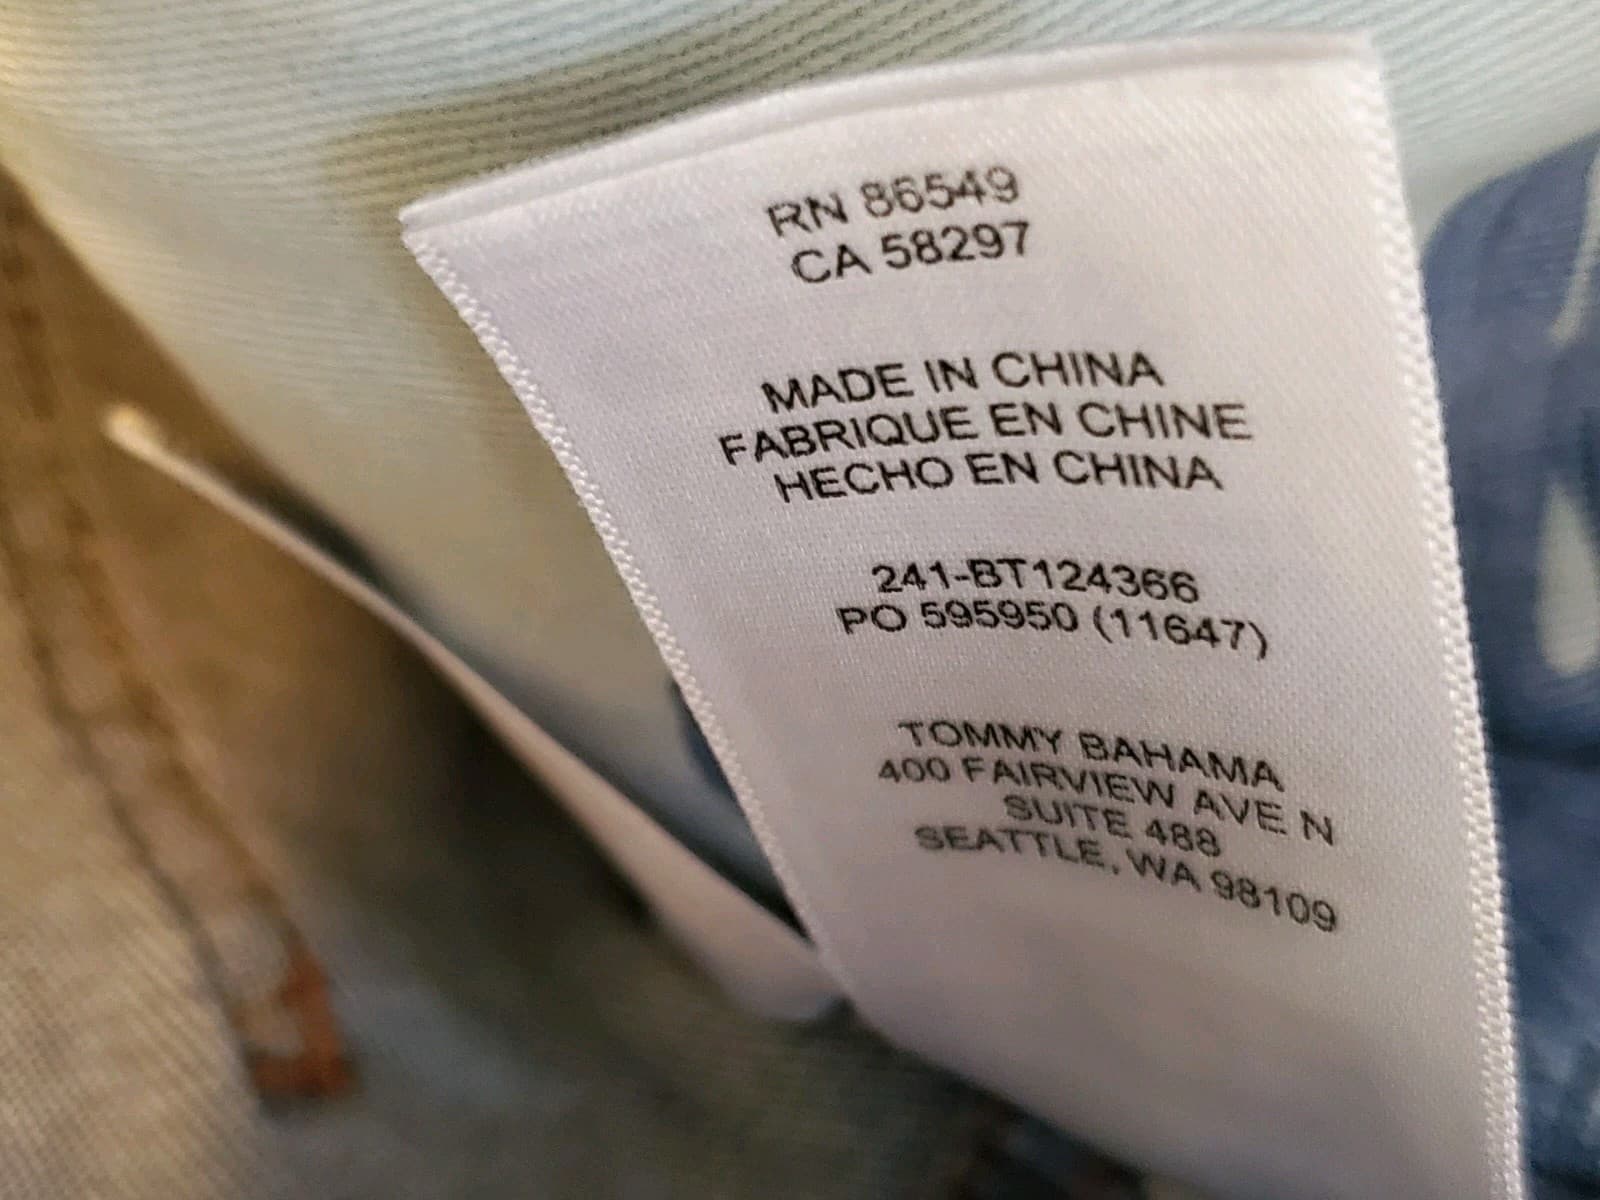 RN 86549
CA 58297
MADE IN CHINA
FABRIQUE EN CHINE
HECHO EN CHINA
241-BT124366
PO 595950 (11647)
TOMMY BAHAMA
400 FAIRVIEW AVE N
SUITE 488
SEATTLE, WA 98109